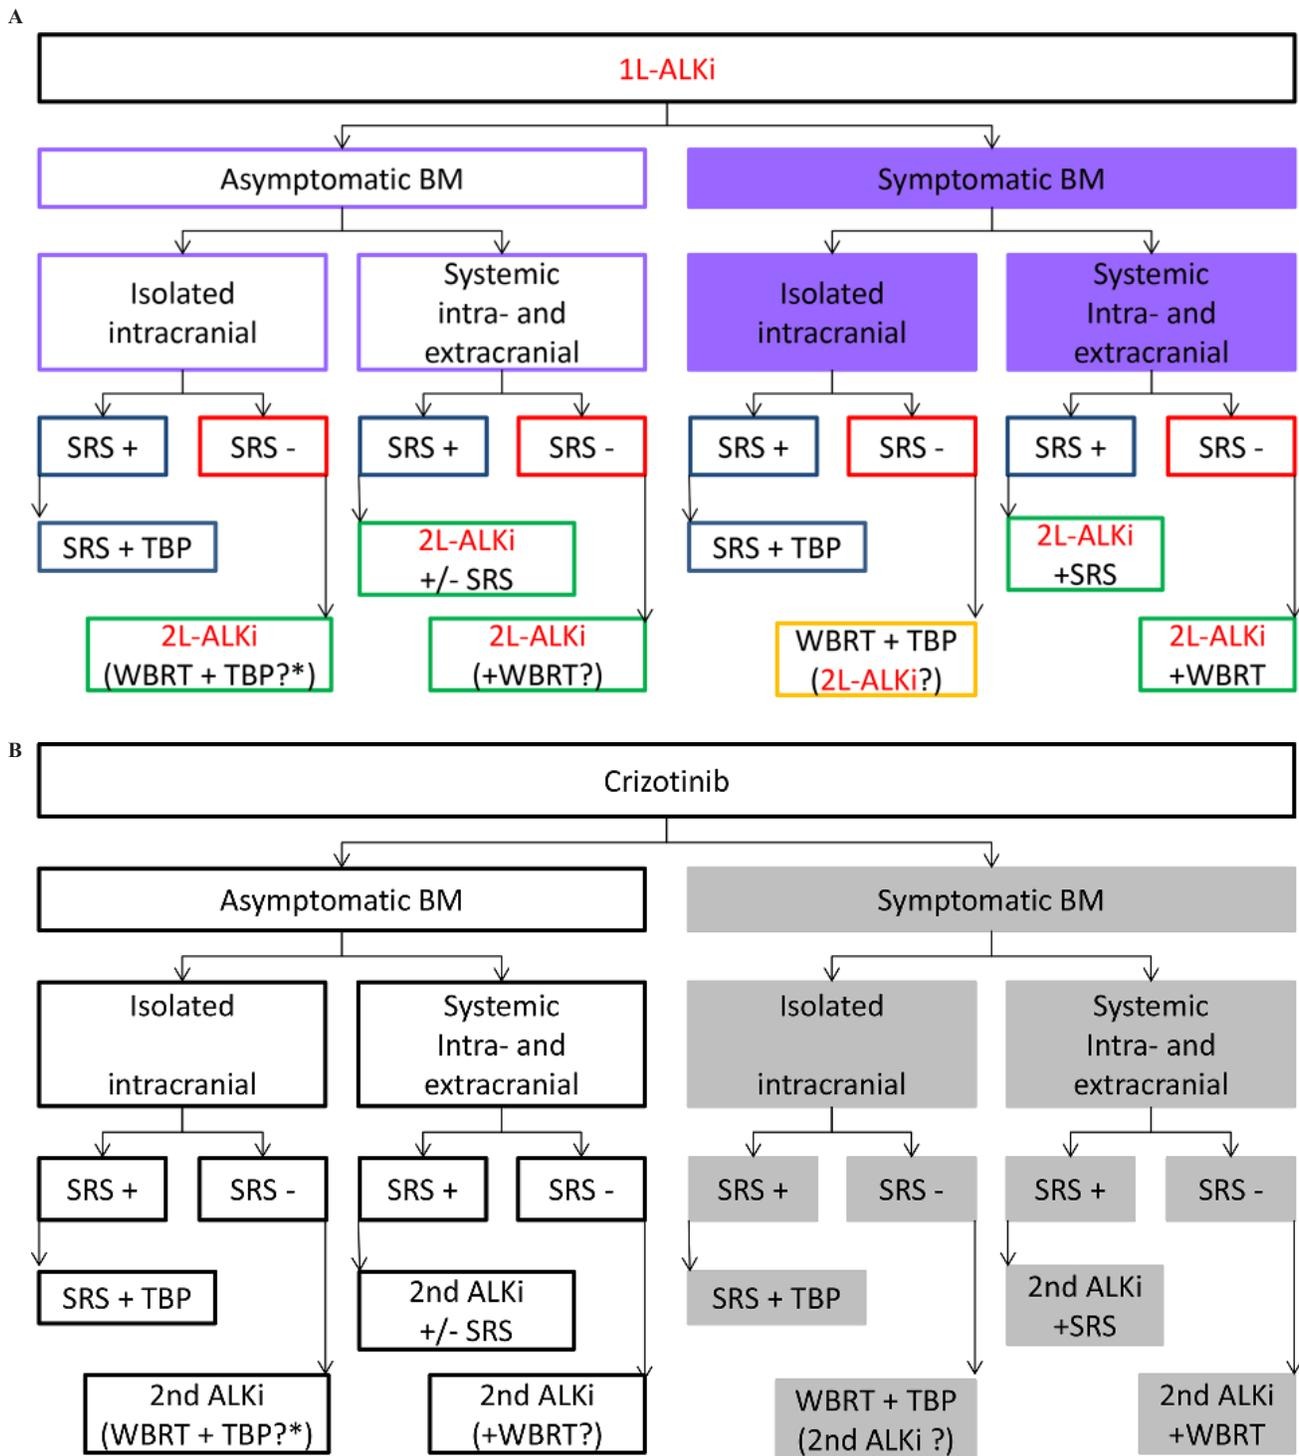 A
1L-ALKi
Asymptomatic BM
Symptomatic BM
Isolated
intracranial
Systemic
intra- and
extracranial
Isolated
intracranial
Systemic
Intra- and
extracranial
SRS +
SRS -
SRS +
SRS -
SRS +
SRS -
SRS +
SRS -
SRS + TBP
2L-ALKi
+/- SRS
SRS + TBP
2L-ALKi
+SRS
2L-ALKi
(WBRT + TBP?*)
2L-ALKi
(+WBRT?)
WBRT + TBP
(2L-ALKi?)
2L-ALKi
+WBRT
B
Crizotinib
Asymptomatic BM
Symptomatic BM
Isolated
intracranial
Systemic
Intra- and
extracranial
Isolated
intracranial
Systemic
Intra- and
extracranial
SRS +
SRS -
SRS +
SRS -
SRS +
SRS -
SRS +
SRS -
SRS + TBP
2nd ALKi
+/- SRS
SRS + TBP
2nd ALKi
+SRS
2nd ALKi
(WBRT + TBP?*)
2nd ALKi
(+WBRT?)
WBRT + TBP
(2nd ALKi ?)
2nd ALKi
+WBRT